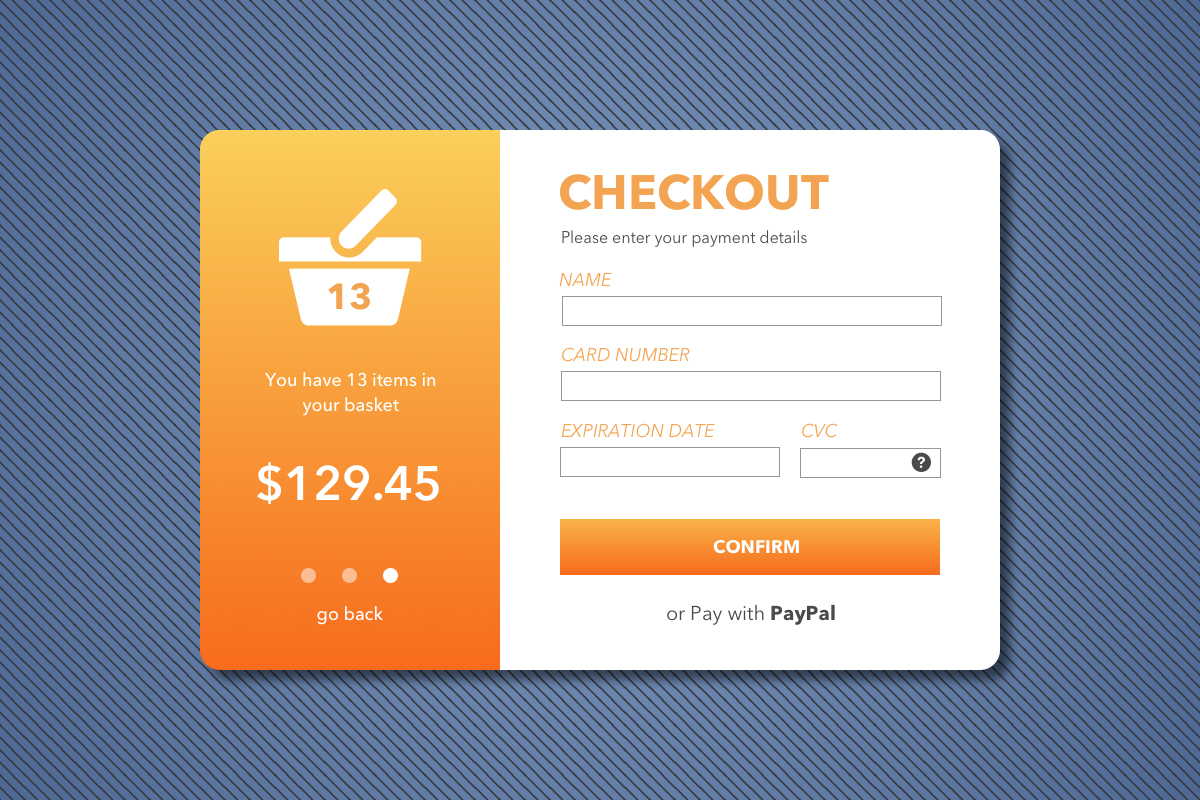 13
You have 13 items in
your basket
$129.45
go back
CHECKOUT
Please enter your payment details
NAME
CARD NUMBER
EXPIRATION DATE
CVC
?
CONFIRM
or Pay with PayPal